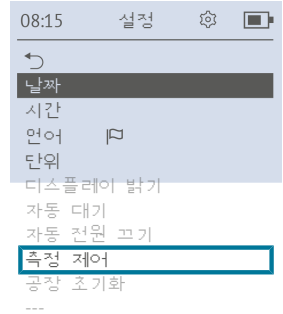 08:15 설정
날짜
시간
언어
단위
디스플레이 밝기
자동 대기
자동 전원 끄기
측정 제어
공장 초기화
---